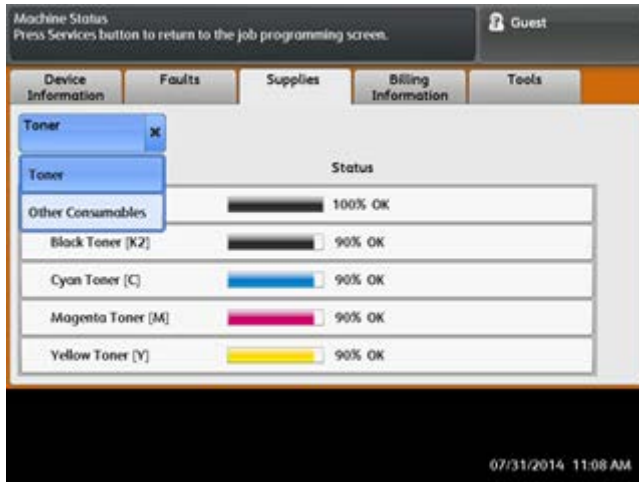 Machine Status
Press Services button to return to the job programming screen.
Guest
Device Information
Faults
Supplies
Billing Information
Tools
Toner
Status
Toner
Other Consumables
100% OK
Black Toner [K2]
90% OK
Cyan Toner [C]
90% OK
Magenta Toner [M]
90% OK
Yellow Toner [Y]
90% OK
07/31/2014 11:08 AM